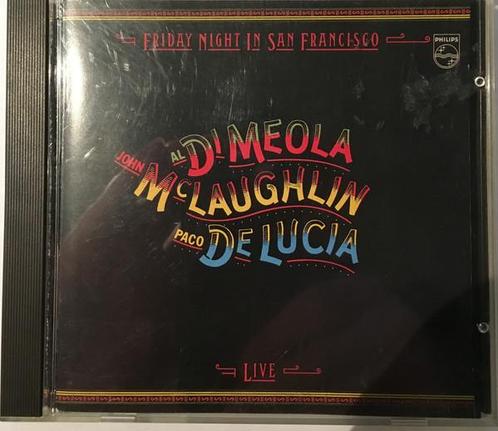 FRIDAY NIGHT IN SAN FRANCISCO
PHILIPS
AL DI MEOLA
JOHN MCLAUGHLIN
PACO DE LUCIA
LIVE